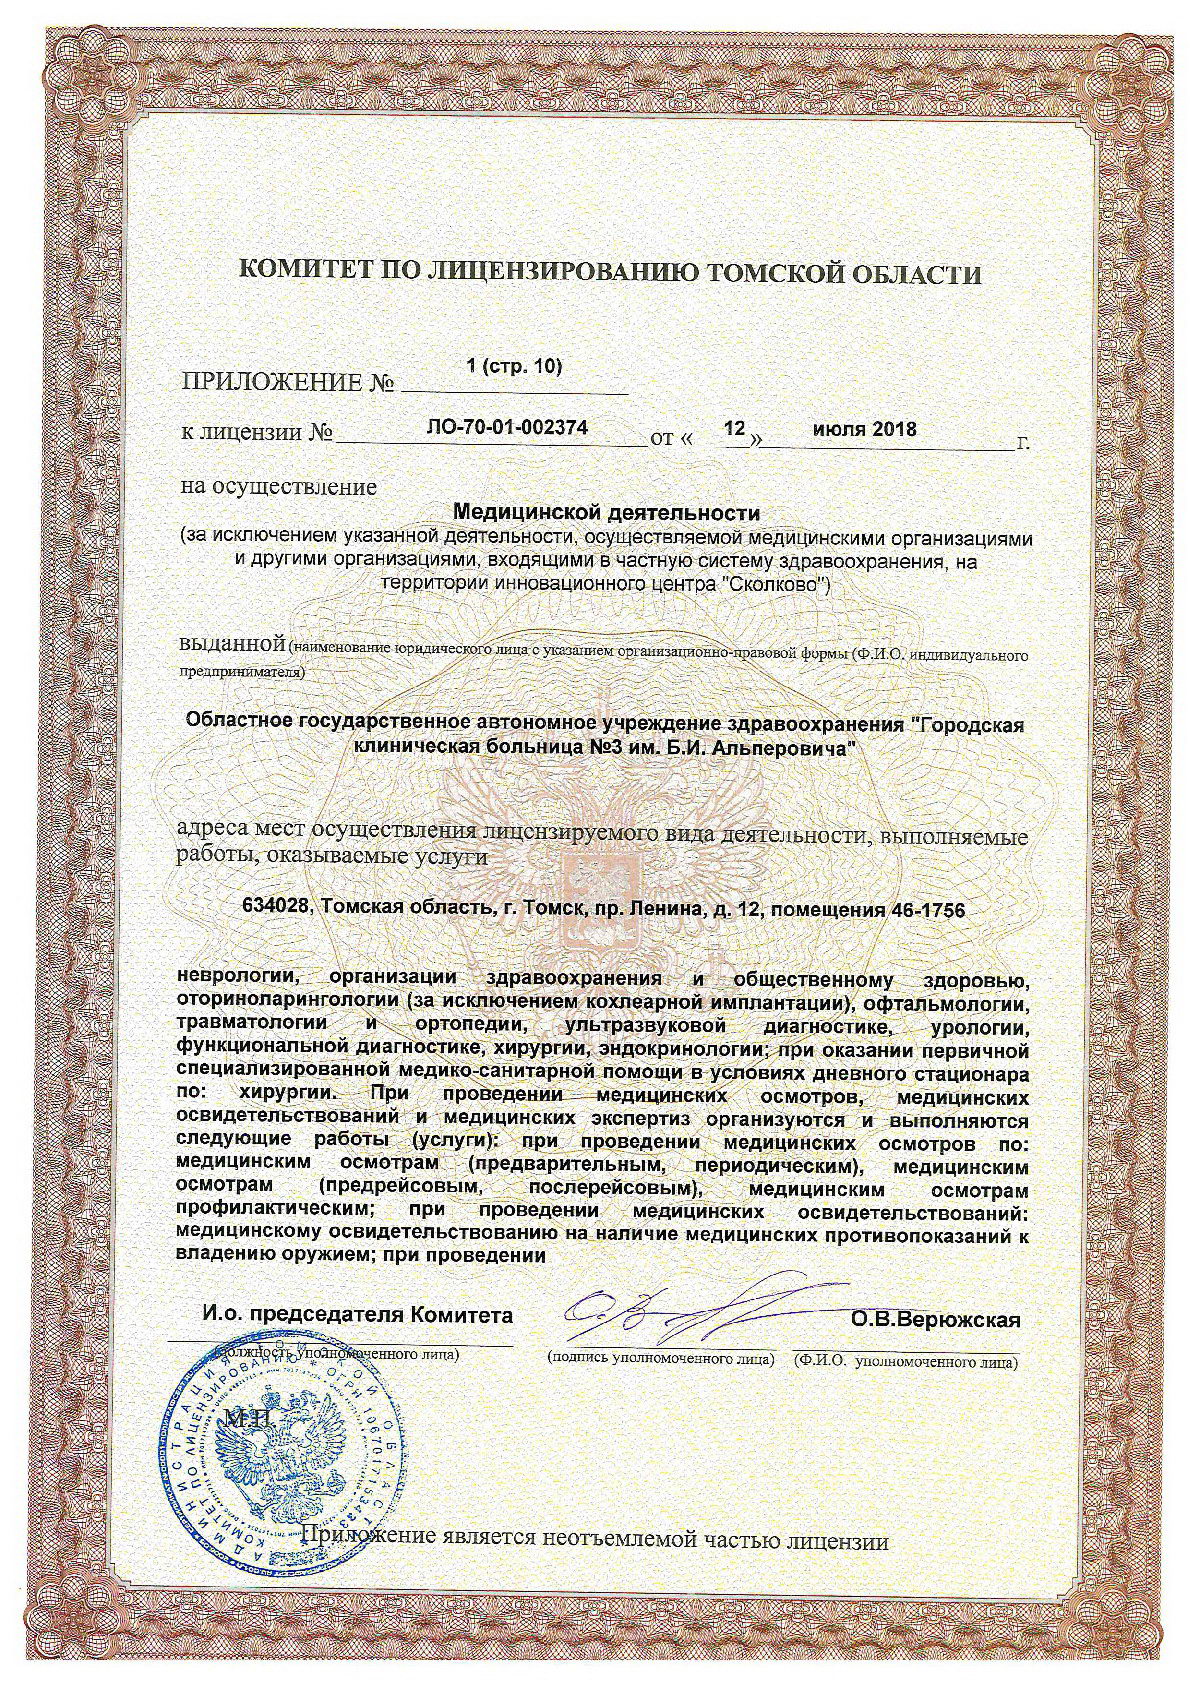 КОМИТЕТ ПО ЛИЦЕНЗИРОВАНИЮ ТОМСКОЙ ОБЛАСТИ
ПРИЛОЖЕНИЕ № 1 (стр. 10)
к лицензии № ЛО-70-01-002374 от « 12 » июля 2018 г.
на осуществление
Медицинской деятельности
(за исключением указанной деятельности, осуществляемой медицинскими организациями
и другими организациями, входящими в частную систему здравоохранения, на
территории инновационного центра "Сколково")
выданной (наименование юридического лица с указанием организационно-правовой формы (Ф.И.О. индивидуального
предпринимателя)
Областное государственное автономное учреждение здравоохранения "Городская
клиническая больница №3 им. Б.И. Альперовича"
адреса мест осуществления лицензируемого вида деятельности, выполняемые
работы, оказываемые услуги
634028, Томская область, г. Томск, пр. Ленина, д. 12, помещения 46-1756
неврологии, организации здравоохранения и общественному здоровью,
оториноларингологии (за исключением кохлеарной имплантации), офтальмологии,
травматологии и ортопедии, ультразвуковой диагностике, урологии,
функциональной диагностике, хирургии, эндокринологии; при оказании первичной
специализированной медико-санитарной помощи в условиях дневного стационара
по: хирургии. При проведении медицинских осмотров, медицинских
освидетельствований и медицинских экспертиз организуются и выполняются
следующие работы (услуги): при проведении медицинских осмотров по:
медицинским осмотрам (предварительным, периодическим), медицинским
осмотрам (предрейсовым, послерейсовым), медицинским осмотрам
профилактическим; при проведении медицинских освидетельствований:
медицинскому освидетельствованию на наличие медицинских противопоказаний к
владению оружием; при проведении
И.о. председателя Комитета О.В.Верюжская
(должность уполномоченного лица) (подпись уполномоченного лица) (Ф.И.О. уполномоченного лица)
АДМИНИСТРАЦИЯ ТОМСКОЙ ОБЛАСТИ
КОМИТЕТ ПО ЛИЦЕНЗИРОВАНИЮ * ОГРН 1067017153433
М.П.
Приложение является неотъемлемой частью лицензии